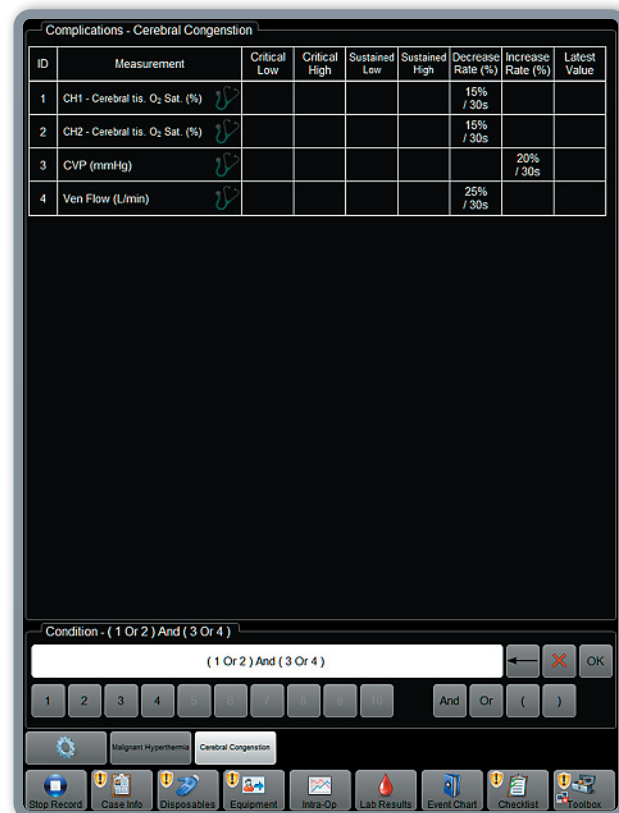 Complications - Cerebral Congenstion
ID Measurement Critical Low Critical High Sustained Low Sustained High Decrease Rate (%) Increase Rate (%) Latest Value
1 CH1 - Cerebral tis. O₂ Sat. (%) 15% / 30s
2 CH2 - Cerebral tis. O₂ Sat. (%) 15% / 30s
3 CVP (mmHg) 20% / 30s
4 Ven Flow (L/min) 25% / 30s
Condition - ( 1 Or 2 ) And ( 3 Or 4 )
( 1 Or 2 ) And ( 3 Or 4 ) OK
1 2 3 4 5 6 7 8 9 10 And Or ( )
Malignant Hyperthermia Cerebral Congenstion
Stop Record Case Info Disposables Equipment Intra-Op Lab Results Event Chart Checklist Toolbox